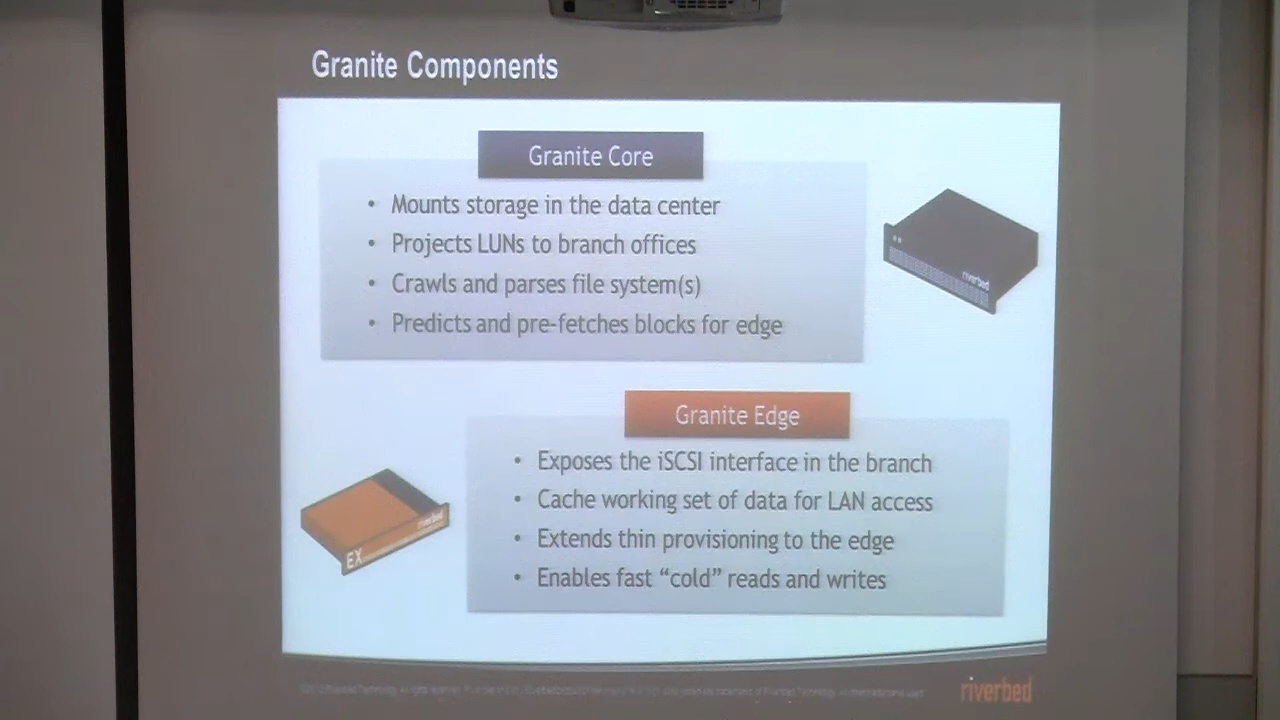 Granite Components
Granite Core
• Mounts storage in the data center
• Projects LUNs to branch offices
• Crawls and parses file system(s)
• Predicts and pre-fetches blocks for edge
riverbed
Granite Edge
• Exposes the iSCSI interface in the branch
• Cache working set of data for LAN access
• Extends thin provisioning to the edge
• Enables fast “cold” reads and writes
riverbed
EX
riverbed